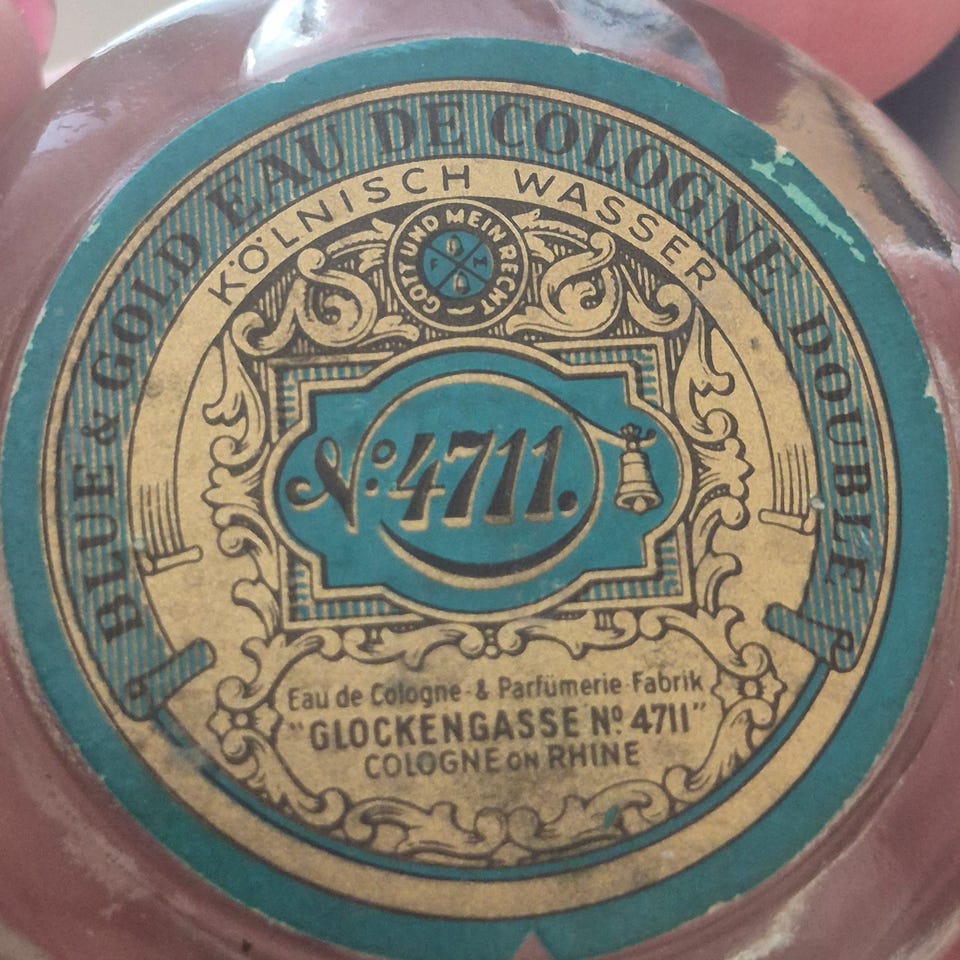 BLUE & GOLD EAU DE COLOGNE DOUBLE
KÖLNISCH WASSER
GOTT UND MEIN RECHT
F M
Nº 4711.
Eau de Cologne & Parfümerie-Fabrik
"GLOCKENGASSE Nº 4711"
COLOGNE ON RHINE